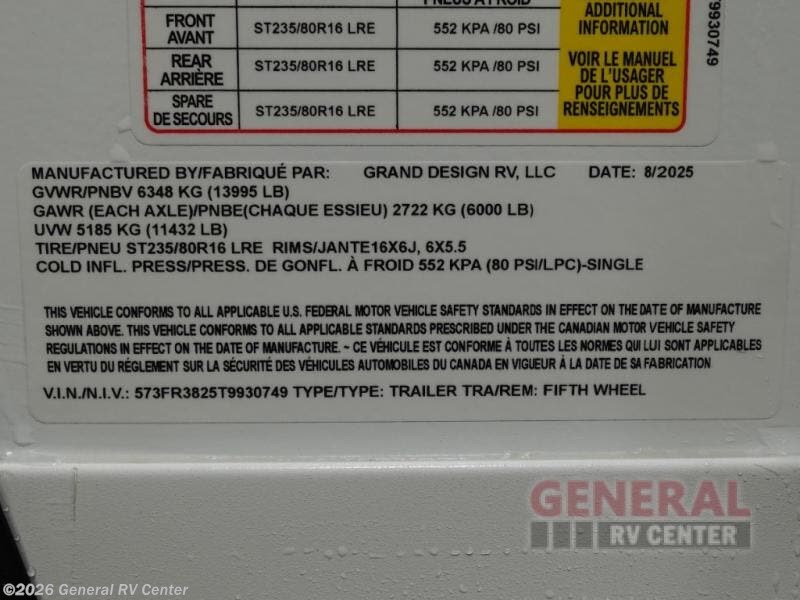 ADDITIONAL
INFORMATION
FRONT
AVANT
ST235/80R16 LRE
552 KPA /80 PSI
REAR
ARRIÈRE
ST235/80R16 LRE
552 KPA /80 PSI
VOIR LE MANUEL
DE L'USAGER
POUR PLUS DE
RENSEIGNEMENTS
SPARE
DE SECOURS
ST235/80R16 LRE
552 KPA /80 PSI
T9930749
MANUFACTURED BY/FABRIQUÉ PAR: GRAND DESIGN RV, LLC DATE: 8/2025
GVWR/PNBV 6348 KG (13995 LB)
GAWR (EACH AXLE)/PNBE(CHAQUE ESSIEU) 2722 KG (6000 LB)
UVW 5185 KG (11432 LB)
TIRE/PNEU ST235/80R16 LRE RIMS/JANTE16X6J, 6X5.5
COLD INFL. PRESS/PRESS. DE GONFL. À FROID 552 KPA (80 PSI/LPC)-SINGLE
THIS VEHICLE CONFORMS TO ALL APPLICABLE U.S. FEDERAL MOTOR VEHICLE SAFETY STANDARDS IN EFFECT ON THE DATE OF MANUFACTURE
SHOWN ABOVE. THIS VEHICLE CONFORMS TO ALL APPLICABLE STANDARDS PRESCRIBED UNDER THE CANADIAN MOTOR VEHICLE SAFETY
REGULATIONS IN EFFECT ON THE DATE OF MANUFACTURE. ~ CE VÉHICULE EST CONFORME À TOUTES LES NORMES QUI LUI SONT APPLICABLES
EN VERTU DU RÉGLEMENT SUR LA SÉCURITÉ DES VÉHICULES AUTOMOBILES DU CANADA EN VIGUEUR À LA DATE DE SA FABRICATION
V.I.N./N.I.V.: 573FR3825T9930749 TYPE/TYPE: TRAILER TRA/REM: FIFTH WHEEL
GENERAL
RV CENTER
©2026 General RV Center